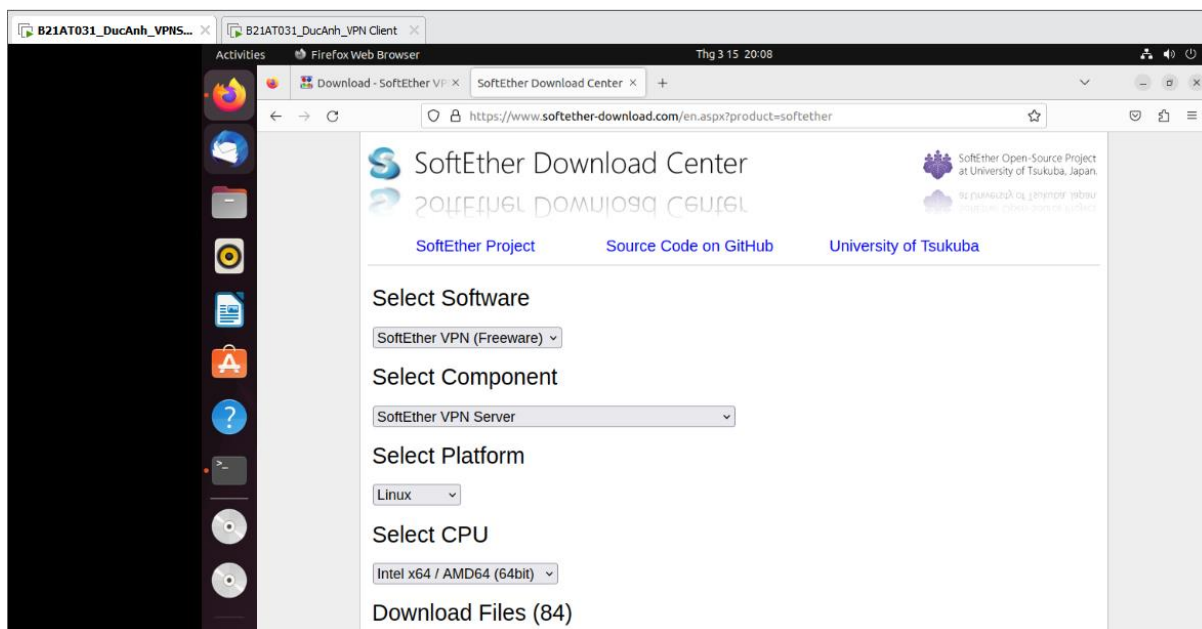 B21AT031_DucAnh_VPNS... × B21AT031_DucAnh_VPN Client ×
Activities Firefox Web Browser Thg 3 15 20:08
Download - SoftEther VP × SoftEther Download Center × +
https://www.softether-download.com/en.aspx?product=softether
SoftEther Download Center
SoftEther Open-Source Project
at University of Tsukuba, Japan.
SoftEther Project Source Code on GitHub University of Tsukuba
Select Software
SoftEther VPN (Freeware)
Select Component
SoftEther VPN Server
Select Platform
Linux
Select CPU
Intel x64 / AMD64 (64bit)
Download Files (84)